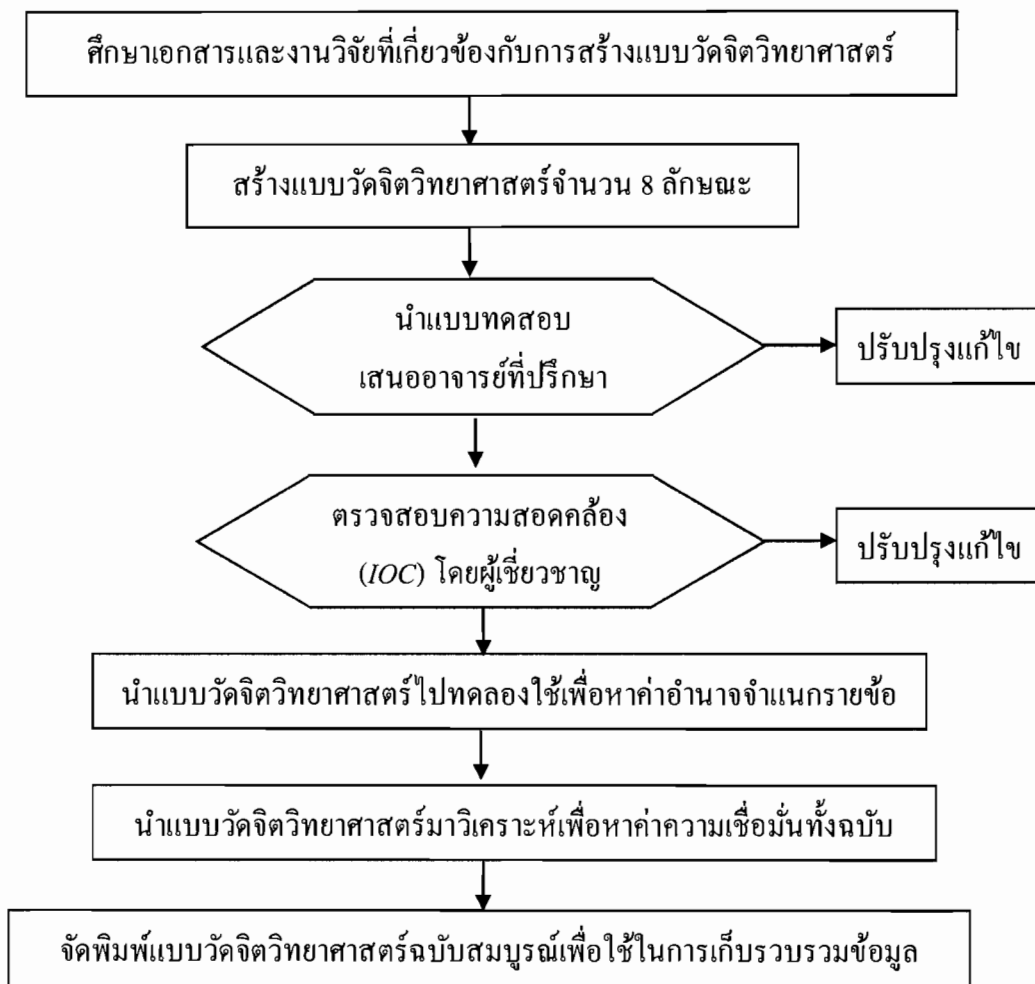 ศึกษาเอกสารและงานวิจัยที่เกี่ยวข้องกับการสร้างแบบวัดจิตวิทยาศาสตร์
สร้างแบบวัดจิตวิทยาศาสตร์จำนวน 8 ลักษณะ
นำแบบทดสอบ
เสนออาจารย์ที่ปรึกษา
ปรับปรุงแก้ไข
ตรวจสอบความสอดคล้อง
(IOC) โดยผู้เชี่ยวชาญ
ปรับปรุงแก้ไข
นำแบบวัดจิตวิทยาศาสตร์ไปทดลองใช้เพื่อหาค่าอำนาจจำแนกรายข้อ
นำแบบวัดจิตวิทยาศาสตร์มาวิเคราะห์เพื่อหาค่าความเชื่อมั่นทั้งฉบับ
จัดพิมพ์แบบวัดจิตวิทยาศาสตร์ฉบับสมบูรณ์เพื่อใช้ในการเก็บรวบรวมข้อมูล